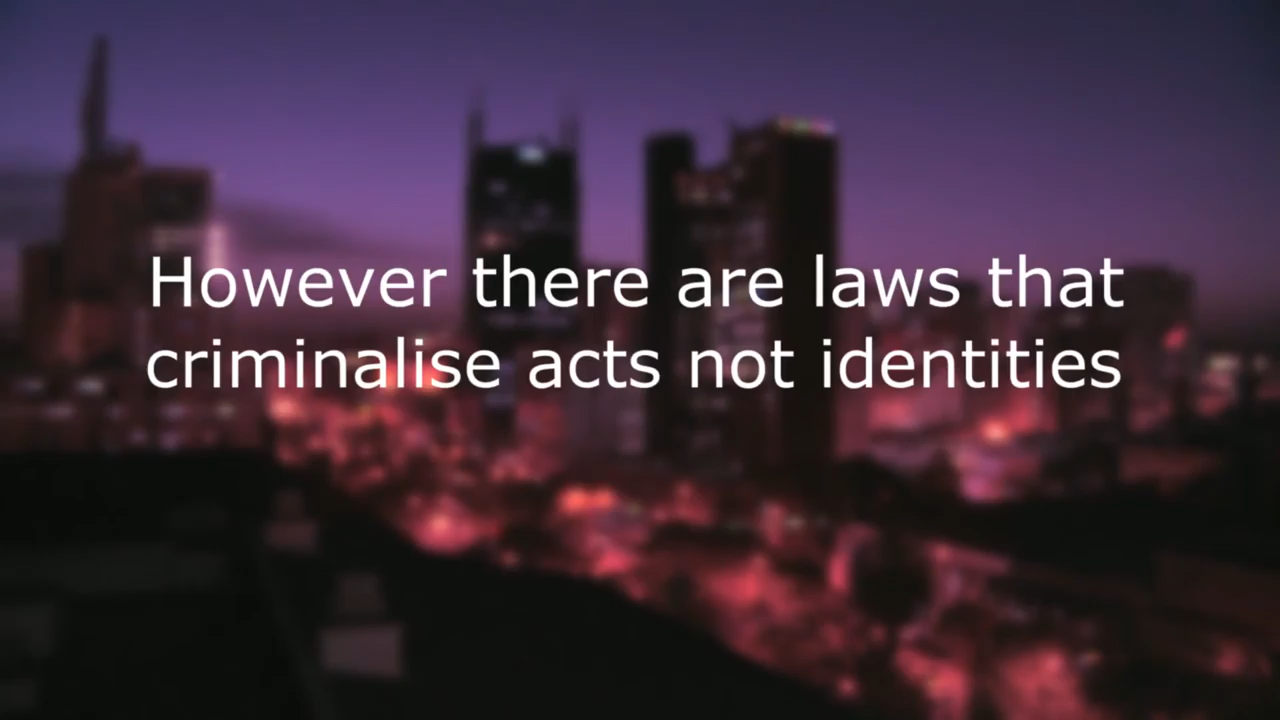 However there are laws that
criminalise acts not identities